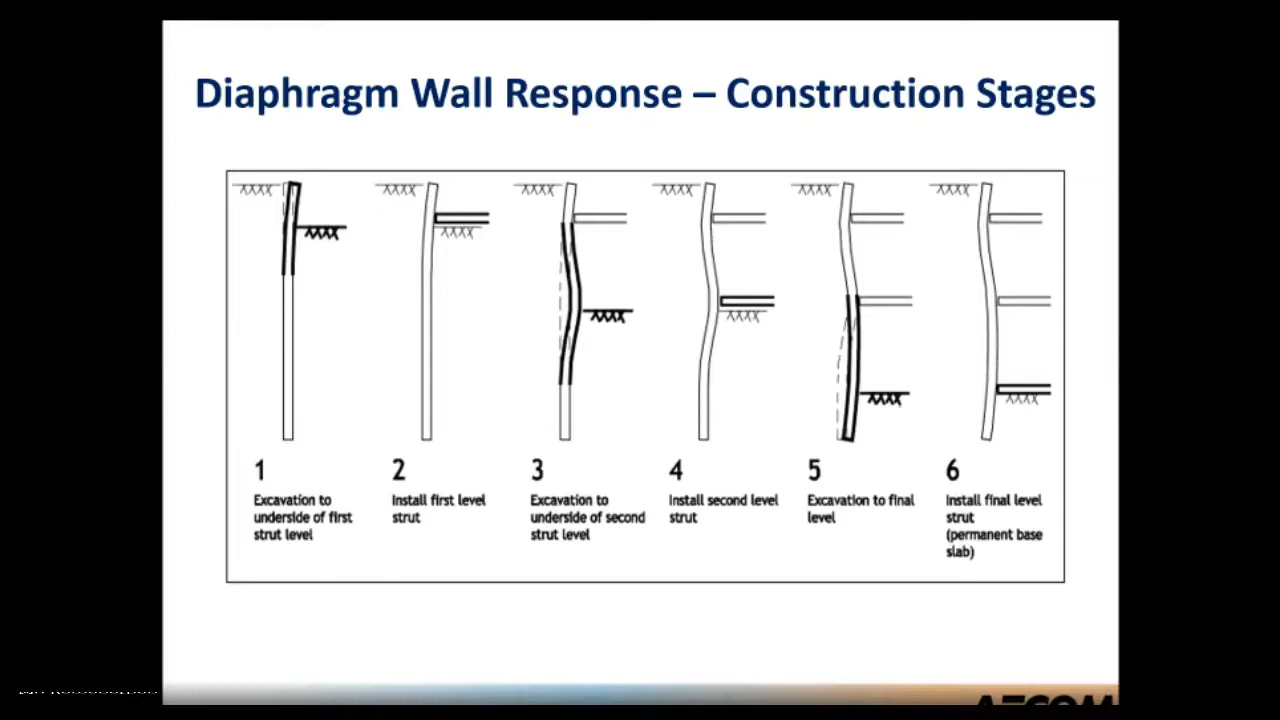 Diaphragm Wall Response – Construction Stages
1
Excavation to
underside of first
strut level
2
Install first level
strut
3
Excavation to
underside of second
strut level
4
Install second level
strut
5
Excavation to final
level
6
Install final level
strut
(permanent base
slab)
AECOM